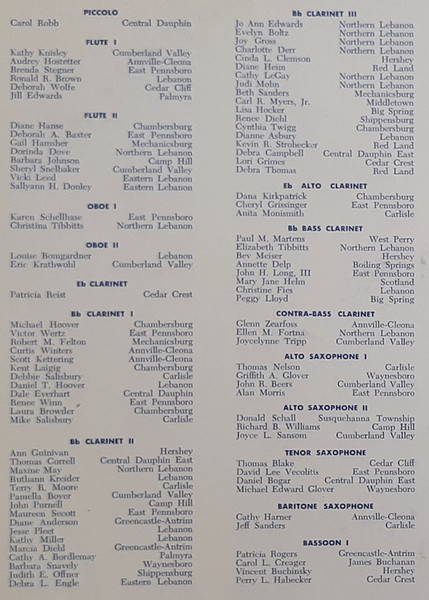 PICCOLO
Carol Robb Central Dauphin
FLUTE I
Kathy Knisley Cumberland Valley
Audrey Hostetter Annville-Cleona
Brenda Stegner East Pennsboro
Ronald R. Brown Lebanon
Deborah Wolfe Cedar Cliff
Jill Edwards Palmyra
FLUTE II
Diane Hanse Chambersburg
Deborah A. Baxter East Pennsboro
Gail Hamsher Mechanicsburg
Dorinda Dove Northern Lebanon
Barbara Johnson Camp Hill
Sheryl Snelbaker Cumberland Valley
Vicki Leed Eastern Lebanon
Sallyann H. Donley Eastern Lebanon
OBOE I
Karen Schellhase East Pennsboro
Christina Tibbitts Northern Lebanon
OBOE II
Louise Bomgardner Lebanon
Eric Krathwohl Cumberland Valley
Eb CLARINET
Patricia Reist Cedar Crest
Bb CLARINET I
Michael Hoover Chambersburg
Victor Wertz East Pennsboro
Robert M. Felton Mechanicsburg
Curtis Winters Annville-Cleona
Scott Kettering Annville-Cleona
Kent Laigig Chambersburg
Debbie Salisbury Carlisle
Daniel T. Hoover Lebanon
Dale Everhart Central Dauphin
Renee Winn East Pennsboro
Laura Browder Chambersburg
Mike Salisbury Carlisle
Bb CLARINET II
Ann Guinivan Hershey
Thomas Correll Central Dauphin East
Maxine May Northern Lebanon
Ruthann Kreider Lebanon
Terry R. Moore Carlisle
Pamella Boyer Cumberland Valley
John Purnell Camp Hill
Maureen Secott East Pennsboro
Diane Anderson Greencastle-Antrim
Jesse Pleet Lebanon
Kathy Miller Lebanon
Marcia Diehl Greencastle-Antrim
Cathy A. Bordlemay Palmyra
Barbara Snavely Waynesboro
Judith E. Offner Shippensburg
Debra L. Engle Eastern Lebanon
Bb CLARINET III
Jo Ann Edwards Northern Lebanon
Evelyn Boltz Northern Lebanon
Joy Gross Northern Lebanon
Charlotte Derr Northern Lebanon
Cinda L. Clemson Hershey
Diane Heim Red Land
Cathy LeGay Northern Lebanon
Judi Mohn Northern Lebanon
Beth Sanders Mechanicsburg
Carl R. Myers, Jr. Middletown
Lisa Hocker Big Spring
Renee Diehl Shippensburg
Cynthia Twigg Chambersburg
Dianne Asbury Lebanon
Kevin R. Strohecker Red Land
Debra Campbell Central Dauphin East
Lori Grimes Cedar Crest
Debra Thomas Red Land
Eb ALTO CLARINET
Dana Kirkpatrick Chambersburg
Cheryl Grissinger East Pennsboro
Anita Monismith Carlisle
Bb BASS CLARINET
Paul M. Martens West Perry
Elizabeth Tibbitts Northern Lebanon
Bev Meiser Hershey
Annette Delp Boiling Springs
John H. Long, III East Pennsboro
Mary Jane Helm Scotland
Christine Fies Lebanon
Peggy Lloyd Big Spring
CONTRA-BASS CLARINET
Glenn Zearfoss Annville-Cleona
Ellen M. Fortna Northern Lebanon
Joycelynne Tripp Cumberland Valley
ALTO SAXOPHONE I
Thomas Nelson Carlisle
Griffith A. Glover Waynesboro
John R. Beers Cumberland Valley
Alan Morris East Pennsboro
ALTO SAXOPHONE II
Donald Schall Susquehanna Township
Richard B. Williams Camp Hill
Joyce L. Sansom Cumberland Valley
TENOR SAXOPHONE
Thomas Blake Cedar Cliff
David Lee Vecolitis East Pennsboro
Daniel Bogar Central Dauphin East
Michael Edward Glover Waynesboro
BARITONE SAXOPHONE
Cathy Harner Annville-Cleona
Jeff Sanders Carlisle
BASSOON I
Patricia Rogers Greencastle-Antrim
Carol L. Creager James Buchanan
Vincent Buchinsky Hershey
Perry L. Habecker Cedar Crest